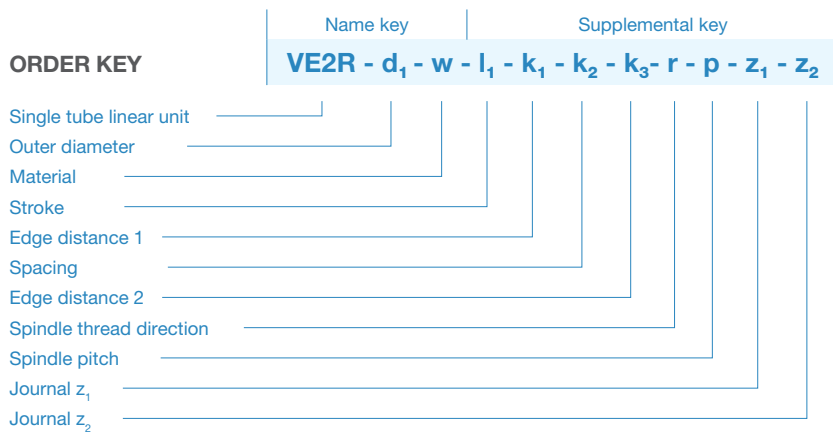 Name key Supplemental key
ORDER KEY VE2R - d₁ - w - l₁ - k₁ - k₂ - k₃- r - p - z₁ - z₂
Single tube linear unit
Outer diameter
Material
Stroke
Edge distance 1
Spacing
Edge distance 2
Spindle thread direction
Spindle pitch
Journal z₁
Journal z₂